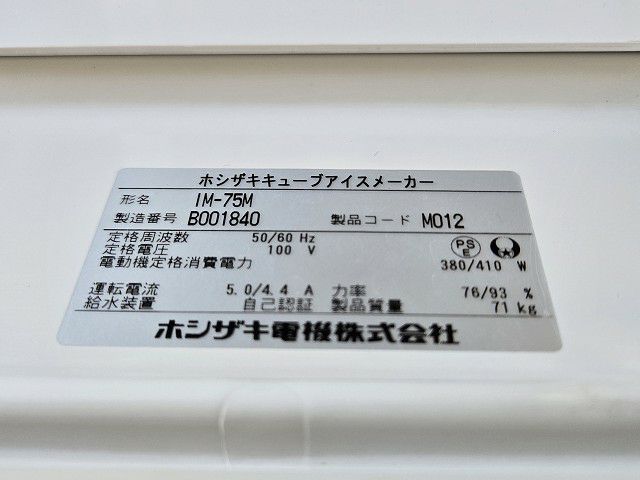 ホシザキキューブアイスメーカー
形名 IM-75M
製造番号 B001840 製品コード M012
定格周波数 50/60 Hz
定格電圧 100 V
電動機定格消費電力 380/410 W
PS E
運転電流 5.0/4.4 A 力率 76/93 %
給水装置 自己認証 製品質量 71 kg
ホシザキ電機株式会社